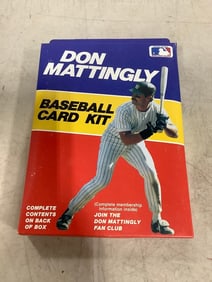 DON
MATTINGLY
BASEBALL
CARD KIT
COMPLETE
CONTENTS
ON BACK
OF BOX
(Complete membership
information inside)
JOIN THE
DON MATTINGLY
FAN CLUB